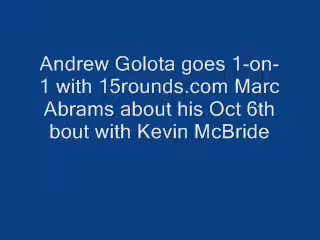 Andrew Golota goes 1-on-
1 with 15rounds.com Marc
Abrams about his Oct 6th
bout with Kevin McBride